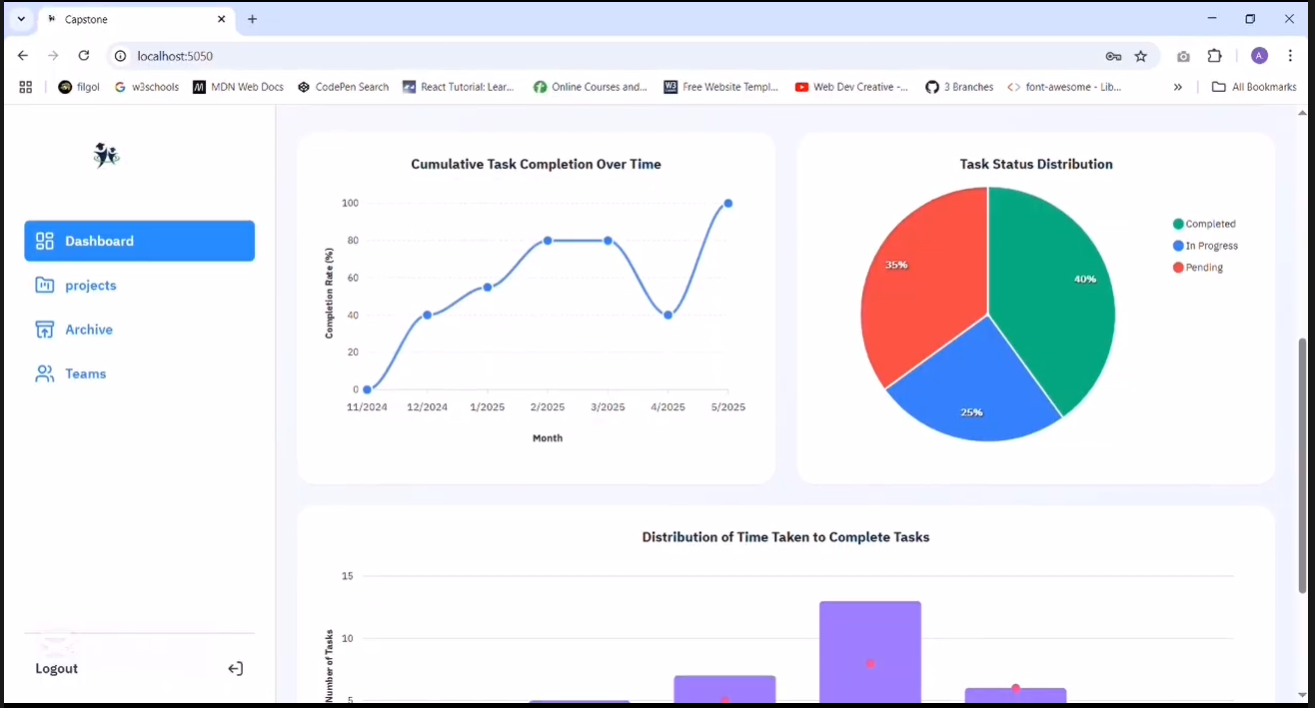 Capstone
localhost:5050
A
filgol
w3schools
MDN Web Docs
CodePen Search
React Tutorial: Lear...
Online Courses and...
Free Website Templ...
Web Dev Creative -...
3 Branches
font-awesome - Lib...
»
All Bookmarks
Dashboard
projects
Archive
Teams
Logout
Cumulative Task Completion Over Time
Completion Rate (%)
100
80
60
40
20
0
11/2024 12/2024 1/2025 2/2025 3/2025 4/2025 5/2025
Month
Task Status Distribution
35%
40%
25%
Completed
In Progress
Pending
Distribution of Time Taken to Complete Tasks
Number of Tasks
15
10
5